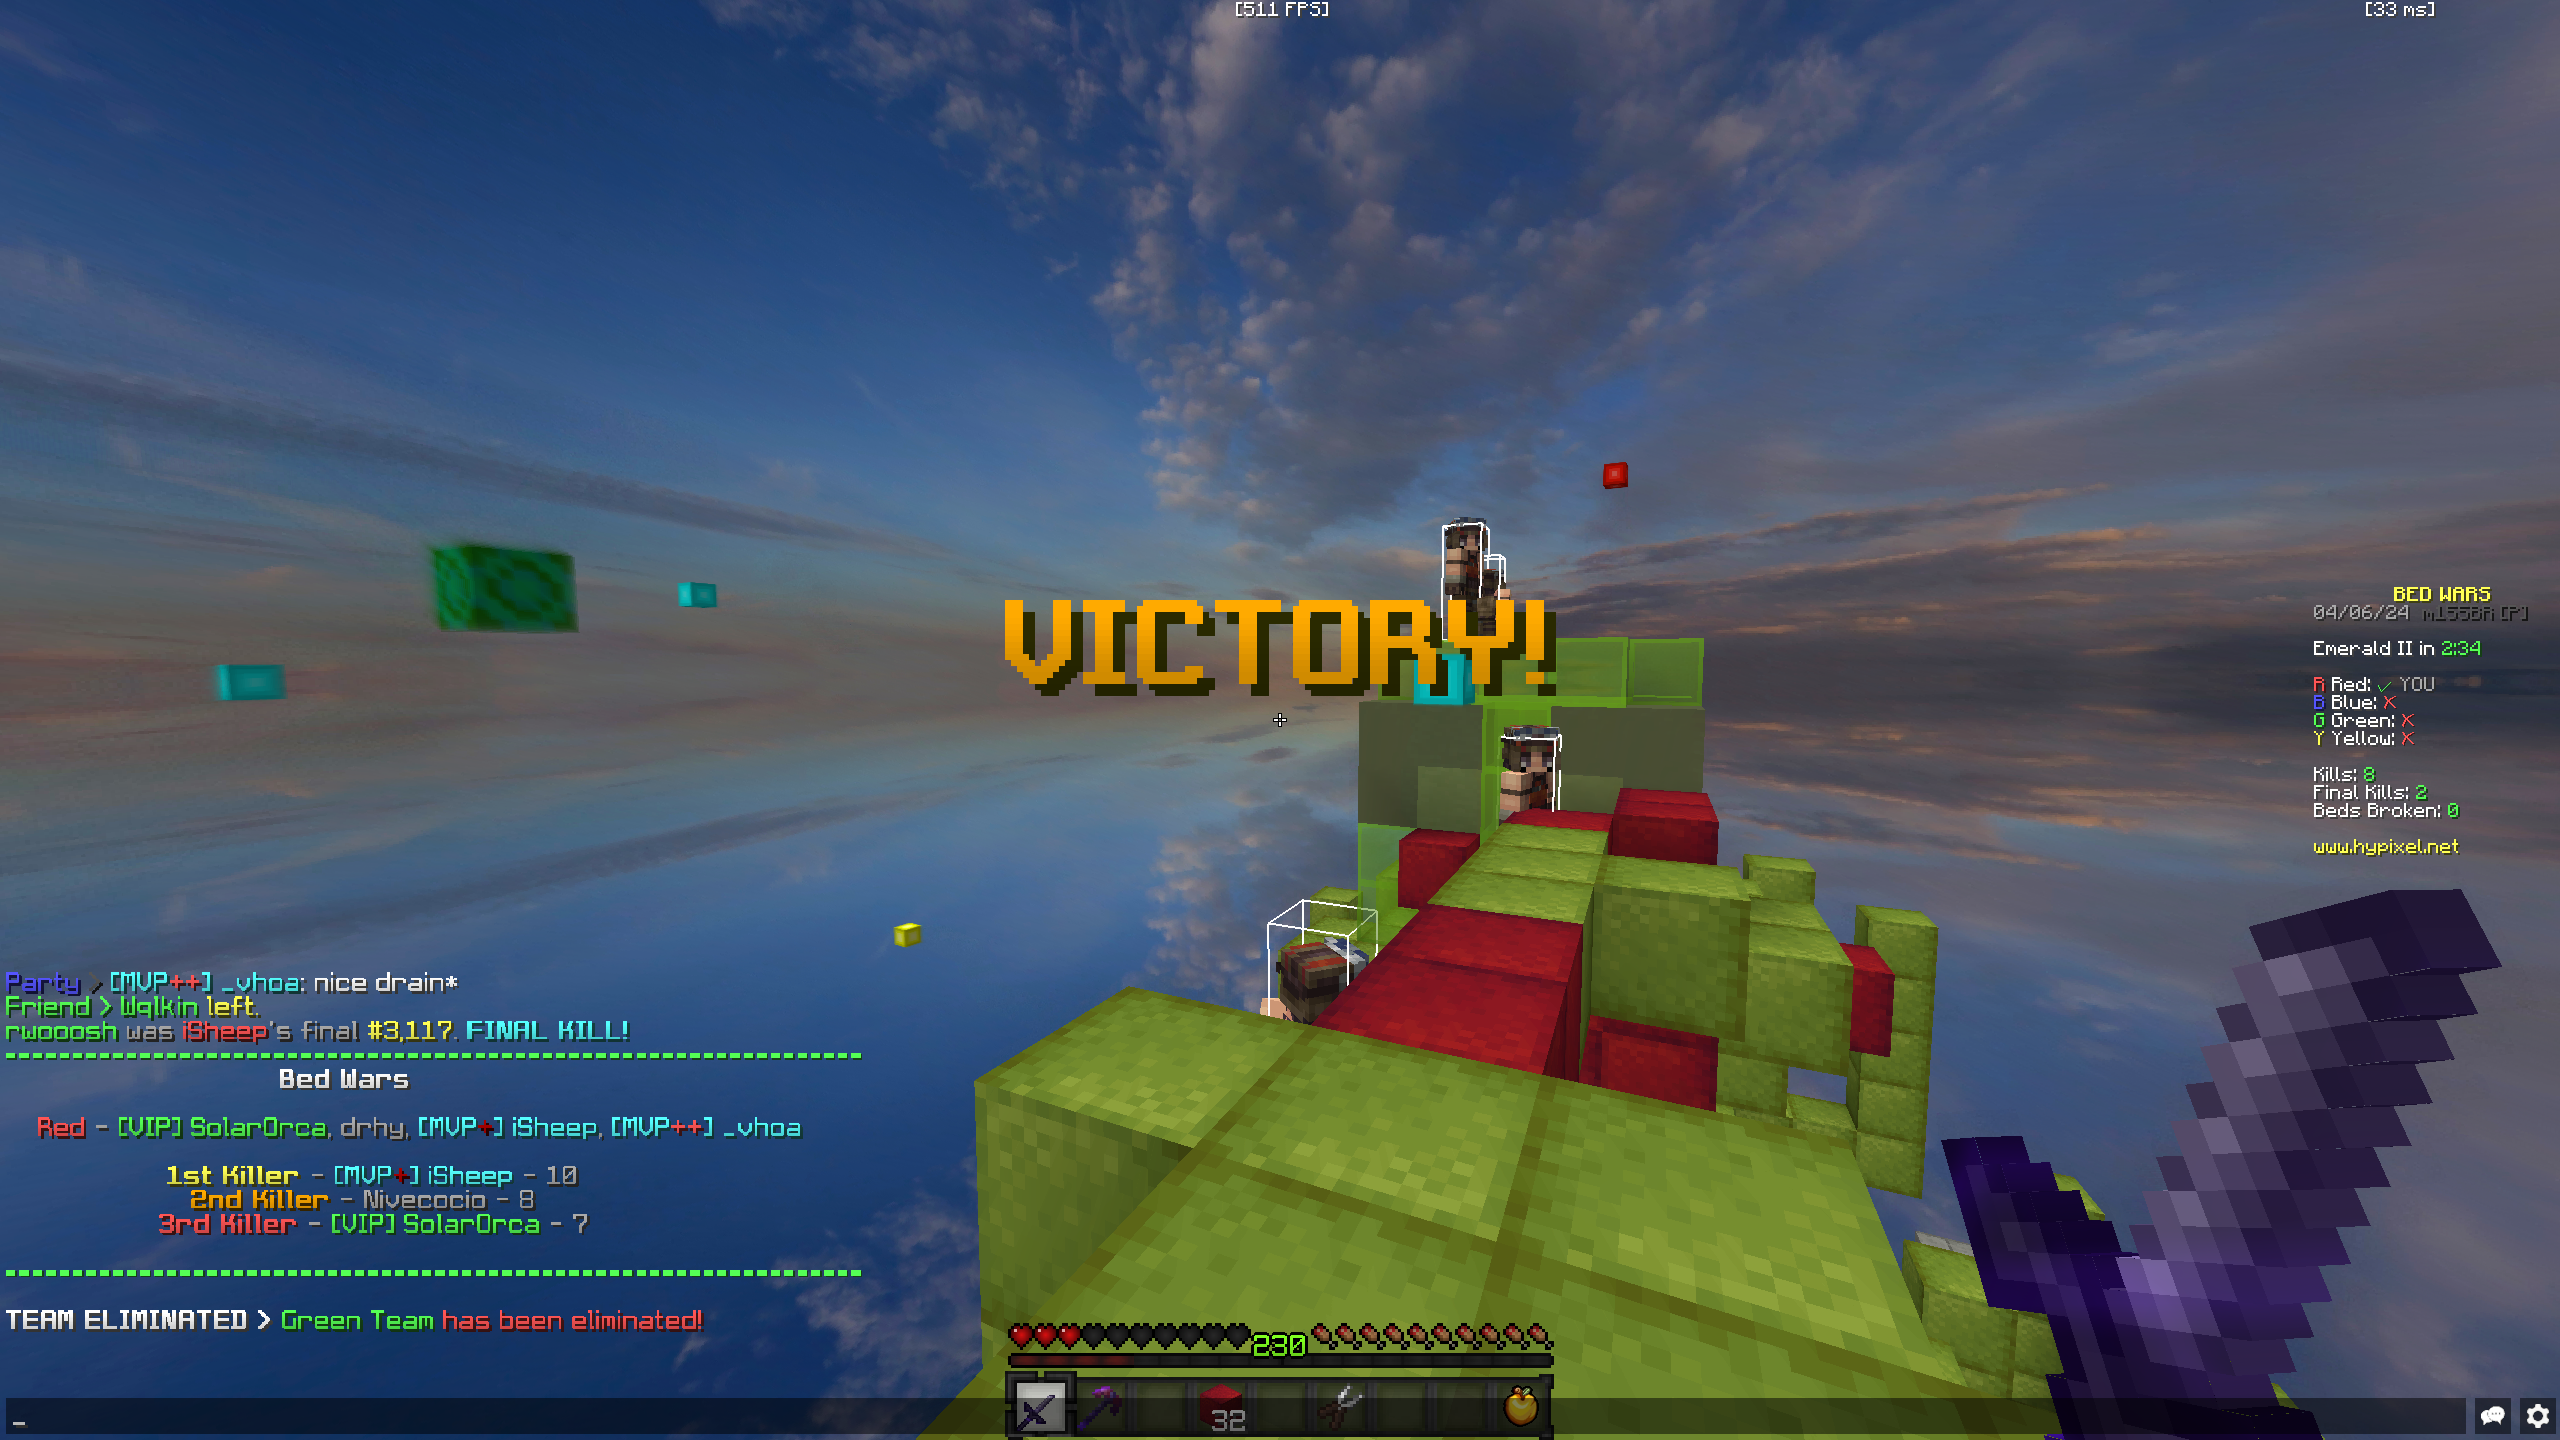 [511 FPS]
[33 ms]
VICTORY!
BED WARS
04/06/24 m155BR [P]
Emerald II in 2:34
R Red: ✓ YOU
B Blue: ✗
G Green: ✗
Y Yellow: ✗
Kills: 8
Final Kills: 2
Beds Broken: 0
www.hypixel.net
Party > [MVP++] _vhoa: nice drain*
Friend > Wqlkin left.
rwooosh was iSheep's final #3,117. FINAL KILL!
Bed Wars
Red - [VIP] SolarOrca, drhy, [MVP+] iSheep, [MVP++] _vhoa
1st Killer - [MVP+] iSheep - 10
2nd Killer - Nivecocio - 8
3rd Killer - [VIP] SolarOrca - 7
TEAM ELIMINATED > Green Team has been eliminated!
230
32
_